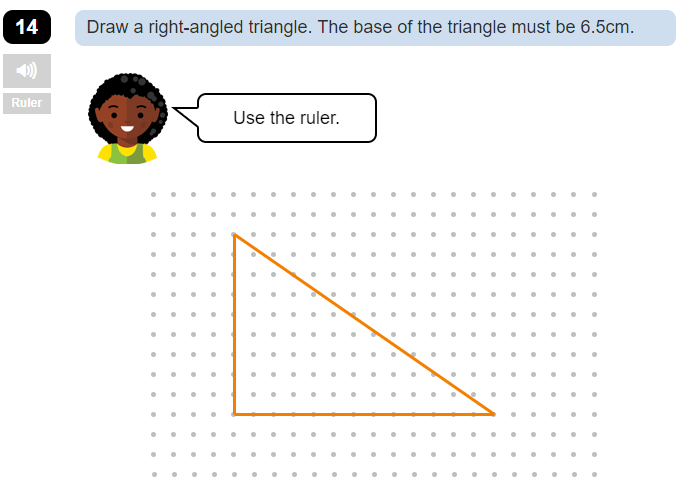 14
Draw a right-angled triangle. The base of the triangle must be 6.5cm.
Ruler
Use the ruler.